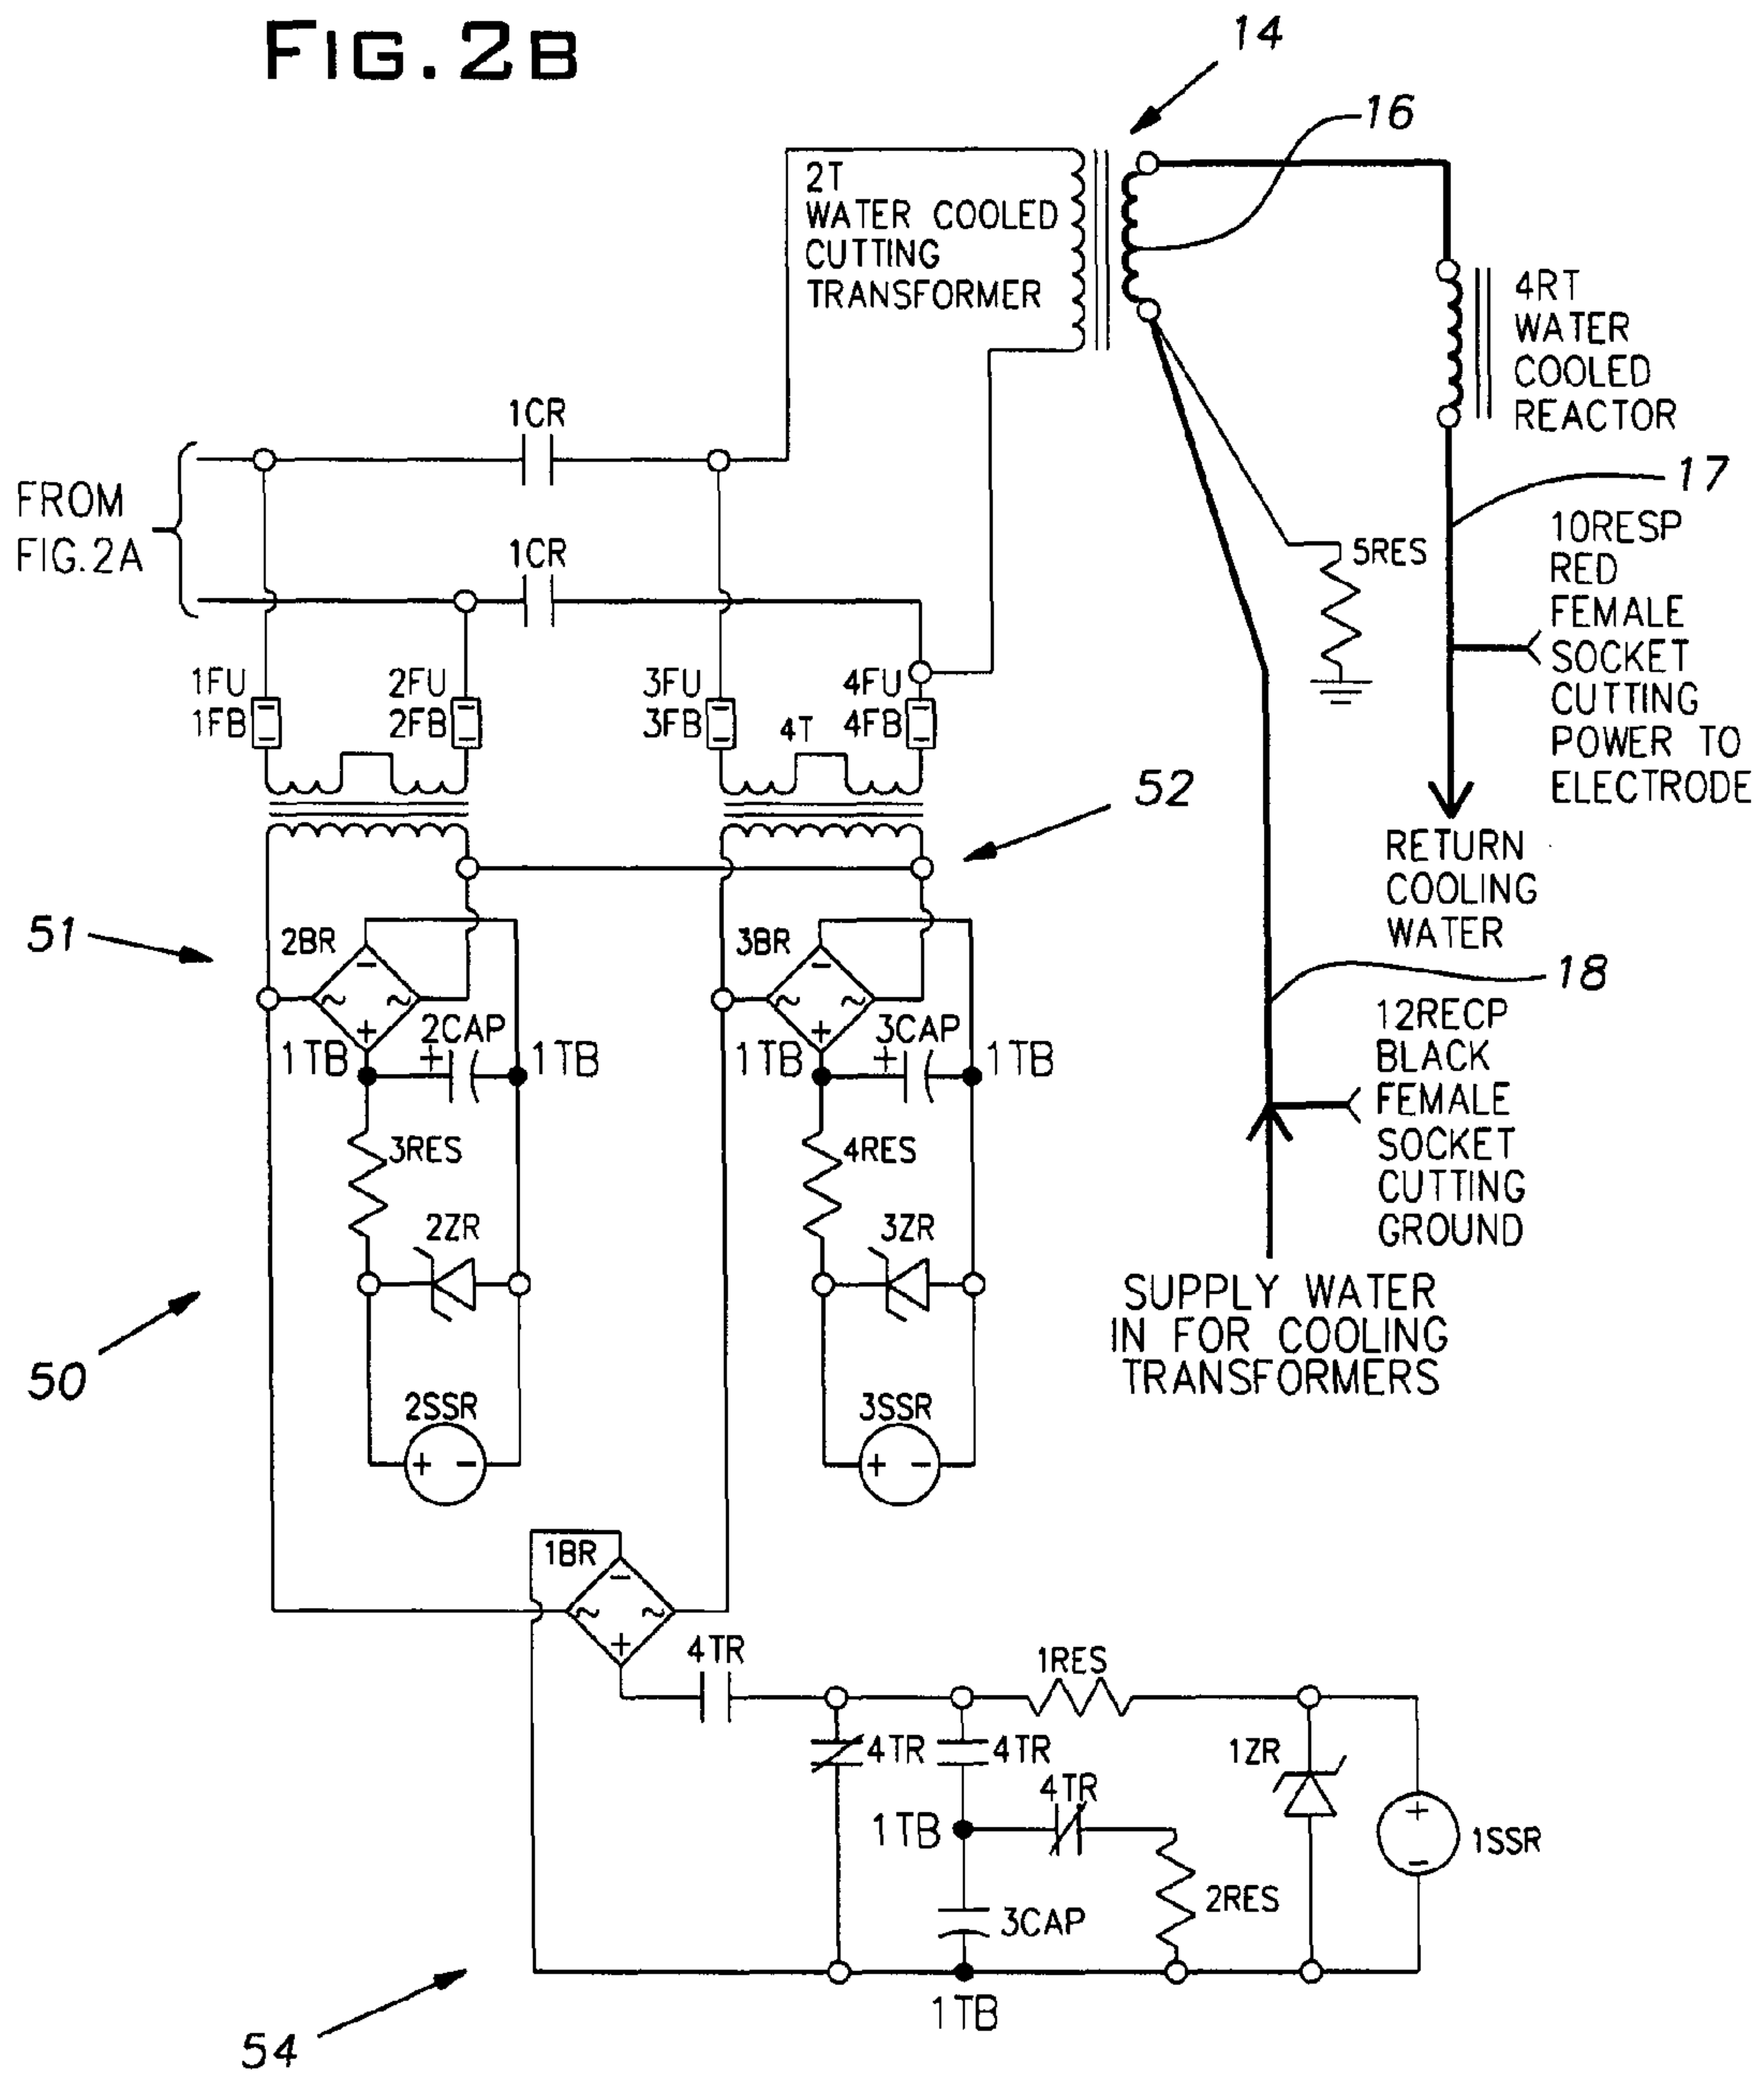 FIG.2B
14
16
2T
WATER COOLED
CUTTING
TRANSFORMER
4RT
WATER
COOLED
REACTOR
1CR
FROM
FIG.2A
1CR
17
5RES
10RESP
RED
FEMALE
SOCKET
CUTTING
POWER TO
ELECTRODE
1FU
1FB
2FU
2FB
3FU
3FB
4T
4FU
4FB
52
RETURN
COOLING
WATER
51
2BR
-
~ ~
+
3BR
-
~ ~
+
18
1TB
2CAP
+
1TB
1TB
3CAP
+
1TB
12RECP
BLACK
FEMALE
SOCKET
CUTTING
GROUND
3RES
4RES
2ZR
3ZR
SUPPLY WATER
IN FOR COOLING
TRANSFORMERS
50
2SSR
+ -
3SSR
+ -
1BR
-
~ ~
+
4TR
1RES
4TR
4TR
1ZR
4TR
1TB
+
-
1SSR
2RES
3CAP
1TB
54